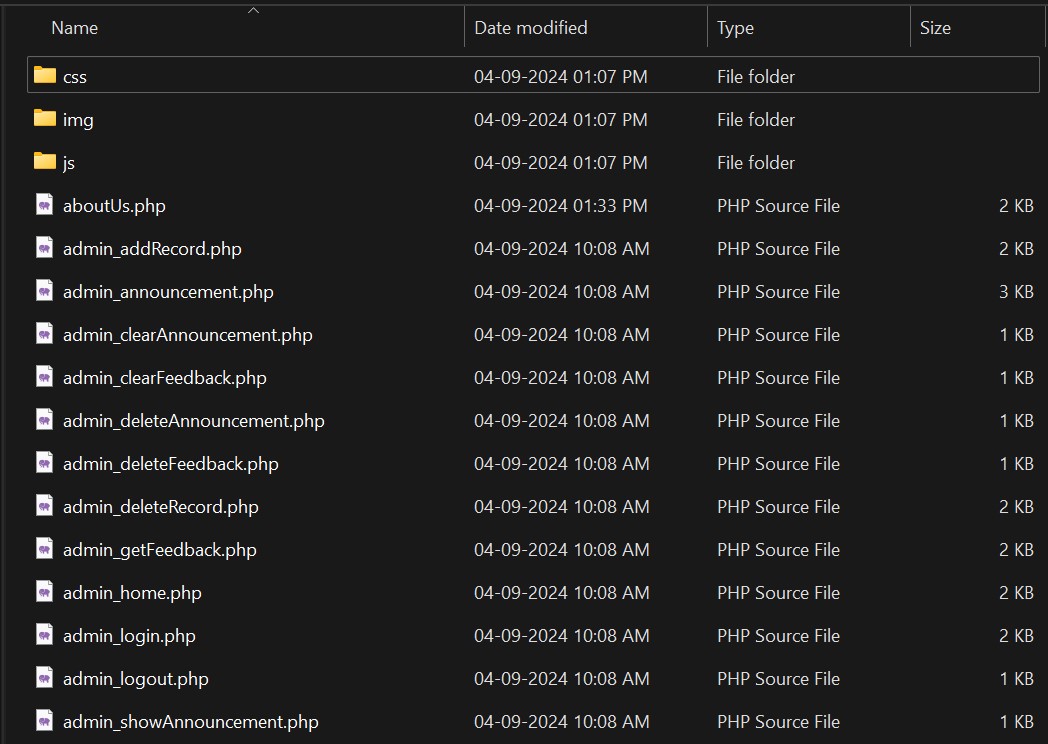 Name Date modified Type Size
css 04-09-2024 01:07 PM File folder
img 04-09-2024 01:07 PM File folder
js 04-09-2024 01:07 PM File folder
aboutUs.php 04-09-2024 01:33 PM PHP Source File 2 KB
admin_addRecord.php 04-09-2024 10:08 AM PHP Source File 2 KB
admin_announcement.php 04-09-2024 10:08 AM PHP Source File 3 KB
admin_clearAnnouncement.php 04-09-2024 10:08 AM PHP Source File 1 KB
admin_clearFeedback.php 04-09-2024 10:08 AM PHP Source File 1 KB
admin_deleteAnnouncement.php 04-09-2024 10:08 AM PHP Source File 1 KB
admin_deleteFeedback.php 04-09-2024 10:08 AM PHP Source File 1 KB
admin_deleteRecord.php 04-09-2024 10:08 AM PHP Source File 2 KB
admin_getFeedback.php 04-09-2024 10:08 AM PHP Source File 2 KB
admin_home.php 04-09-2024 10:08 AM PHP Source File 2 KB
admin_login.php 04-09-2024 10:08 AM PHP Source File 2 KB
admin_logout.php 04-09-2024 10:08 AM PHP Source File 1 KB
admin_showAnnouncement.php 04-09-2024 10:08 AM PHP Source File 1 KB